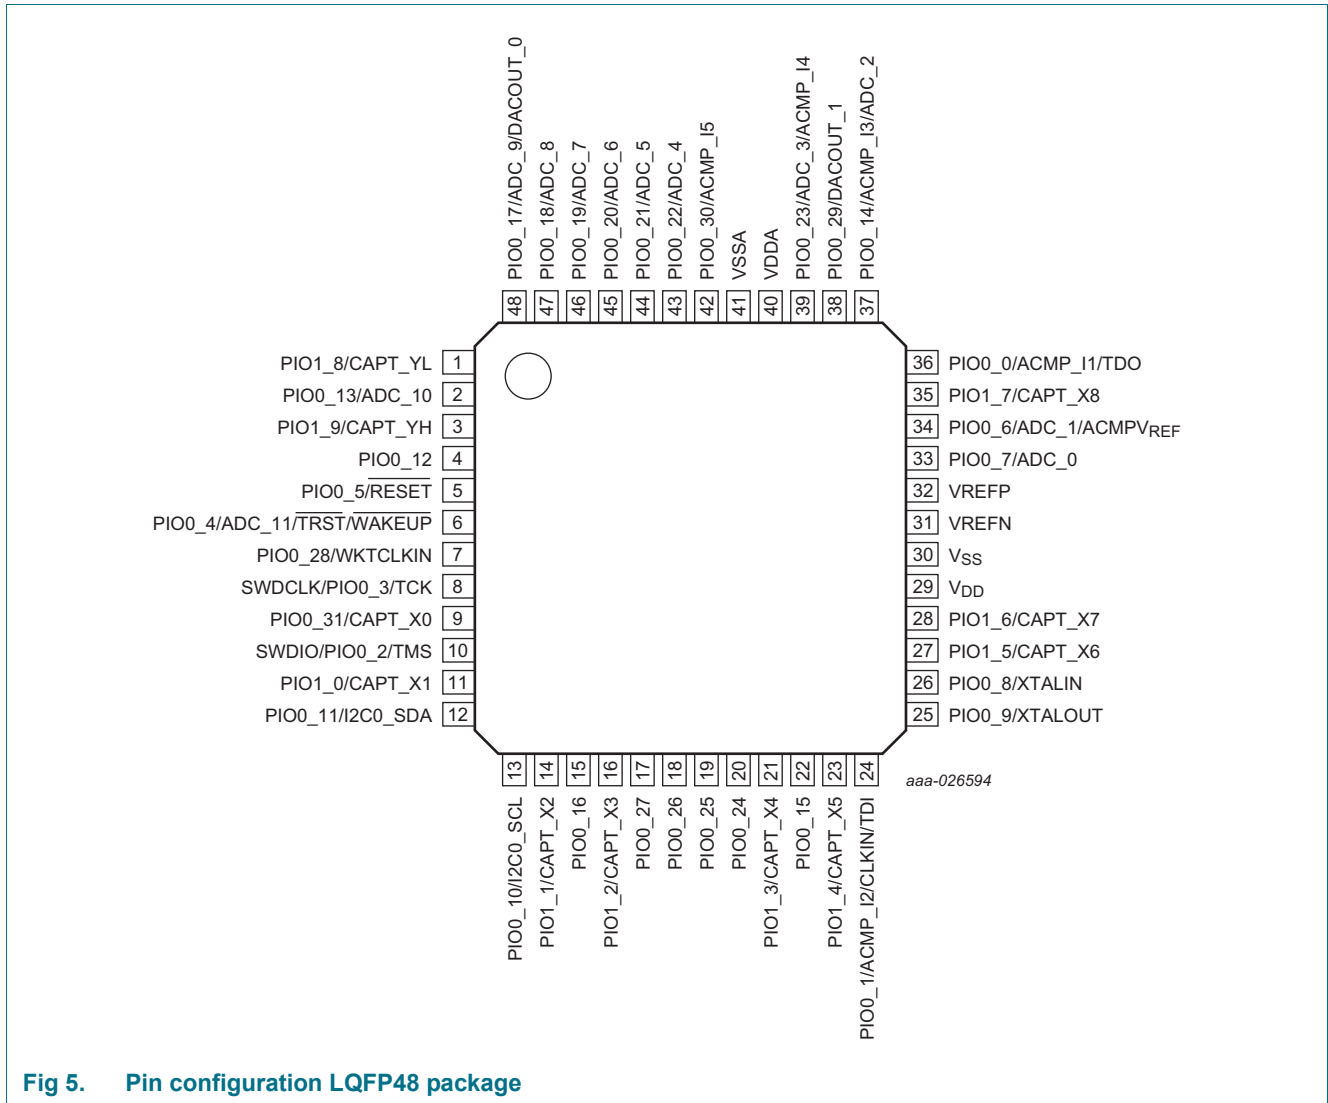 PIO0_17/ADC_9/DACOUT_0
PIO0_18/ADC_8
PIO0_19/ADC_7
PIO0_20/ADC_6
PIO0_21/ADC_5
PIO0_22/ADC_4
PIO0_30/ACMP_I5
VSSA
VDDA
PIO0_23/ADC_3/ACMP_I4
PIO0_29/DACOUT_1
PIO0_14/ACMP_I3/ADC_2
48 47 46 45 44 43 42 41 40 39 38 37
PIO1_8/CAPT_YL 1
PIO0_13/ADC_10 2
PIO1_9/CAPT_YH 3
PIO0_12 4
PIO0_5/RESET 5
PIO0_4/ADC_11/TRST/WAKEUP 6
PIO0_28/WKTCLKIN 7
SWDCLK/PIO0_3/TCK 8
PIO0_31/CAPT_X0 9
SWDIO/PIO0_2/TMS 10
PIO1_0/CAPT_X1 11
PIO0_11/I2C0_SDA 12
36 PIO0_0/ACMP_I1/TDO
35 PIO1_7/CAPT_X8
34 PIO0_6/ADC_1/ACMPVREF
33 PIO0_7/ADC_0
32 VREFP
31 VREFN
30 VSS
29 VDD
28 PIO1_6/CAPT_X7
27 PIO1_5/CAPT_X6
26 PIO0_8/XTALIN
25 PIO0_9/XTALOUT
13 14 15 16 17 18 19 20 21 22 23 24
PIO0_10/I2C0_SCL
PIO1_1/CAPT_X2
PIO0_16
PIO1_2/CAPT_X3
PIO0_27
PIO0_26
PIO0_25
PIO0_24
PIO1_3/CAPT_X4
PIO0_15
PIO1_4/CAPT_X5
PIO0_1/ACMP_I2/CLKIN/TDI
aaa-026594
Fig 5. Pin configuration LQFP48 package